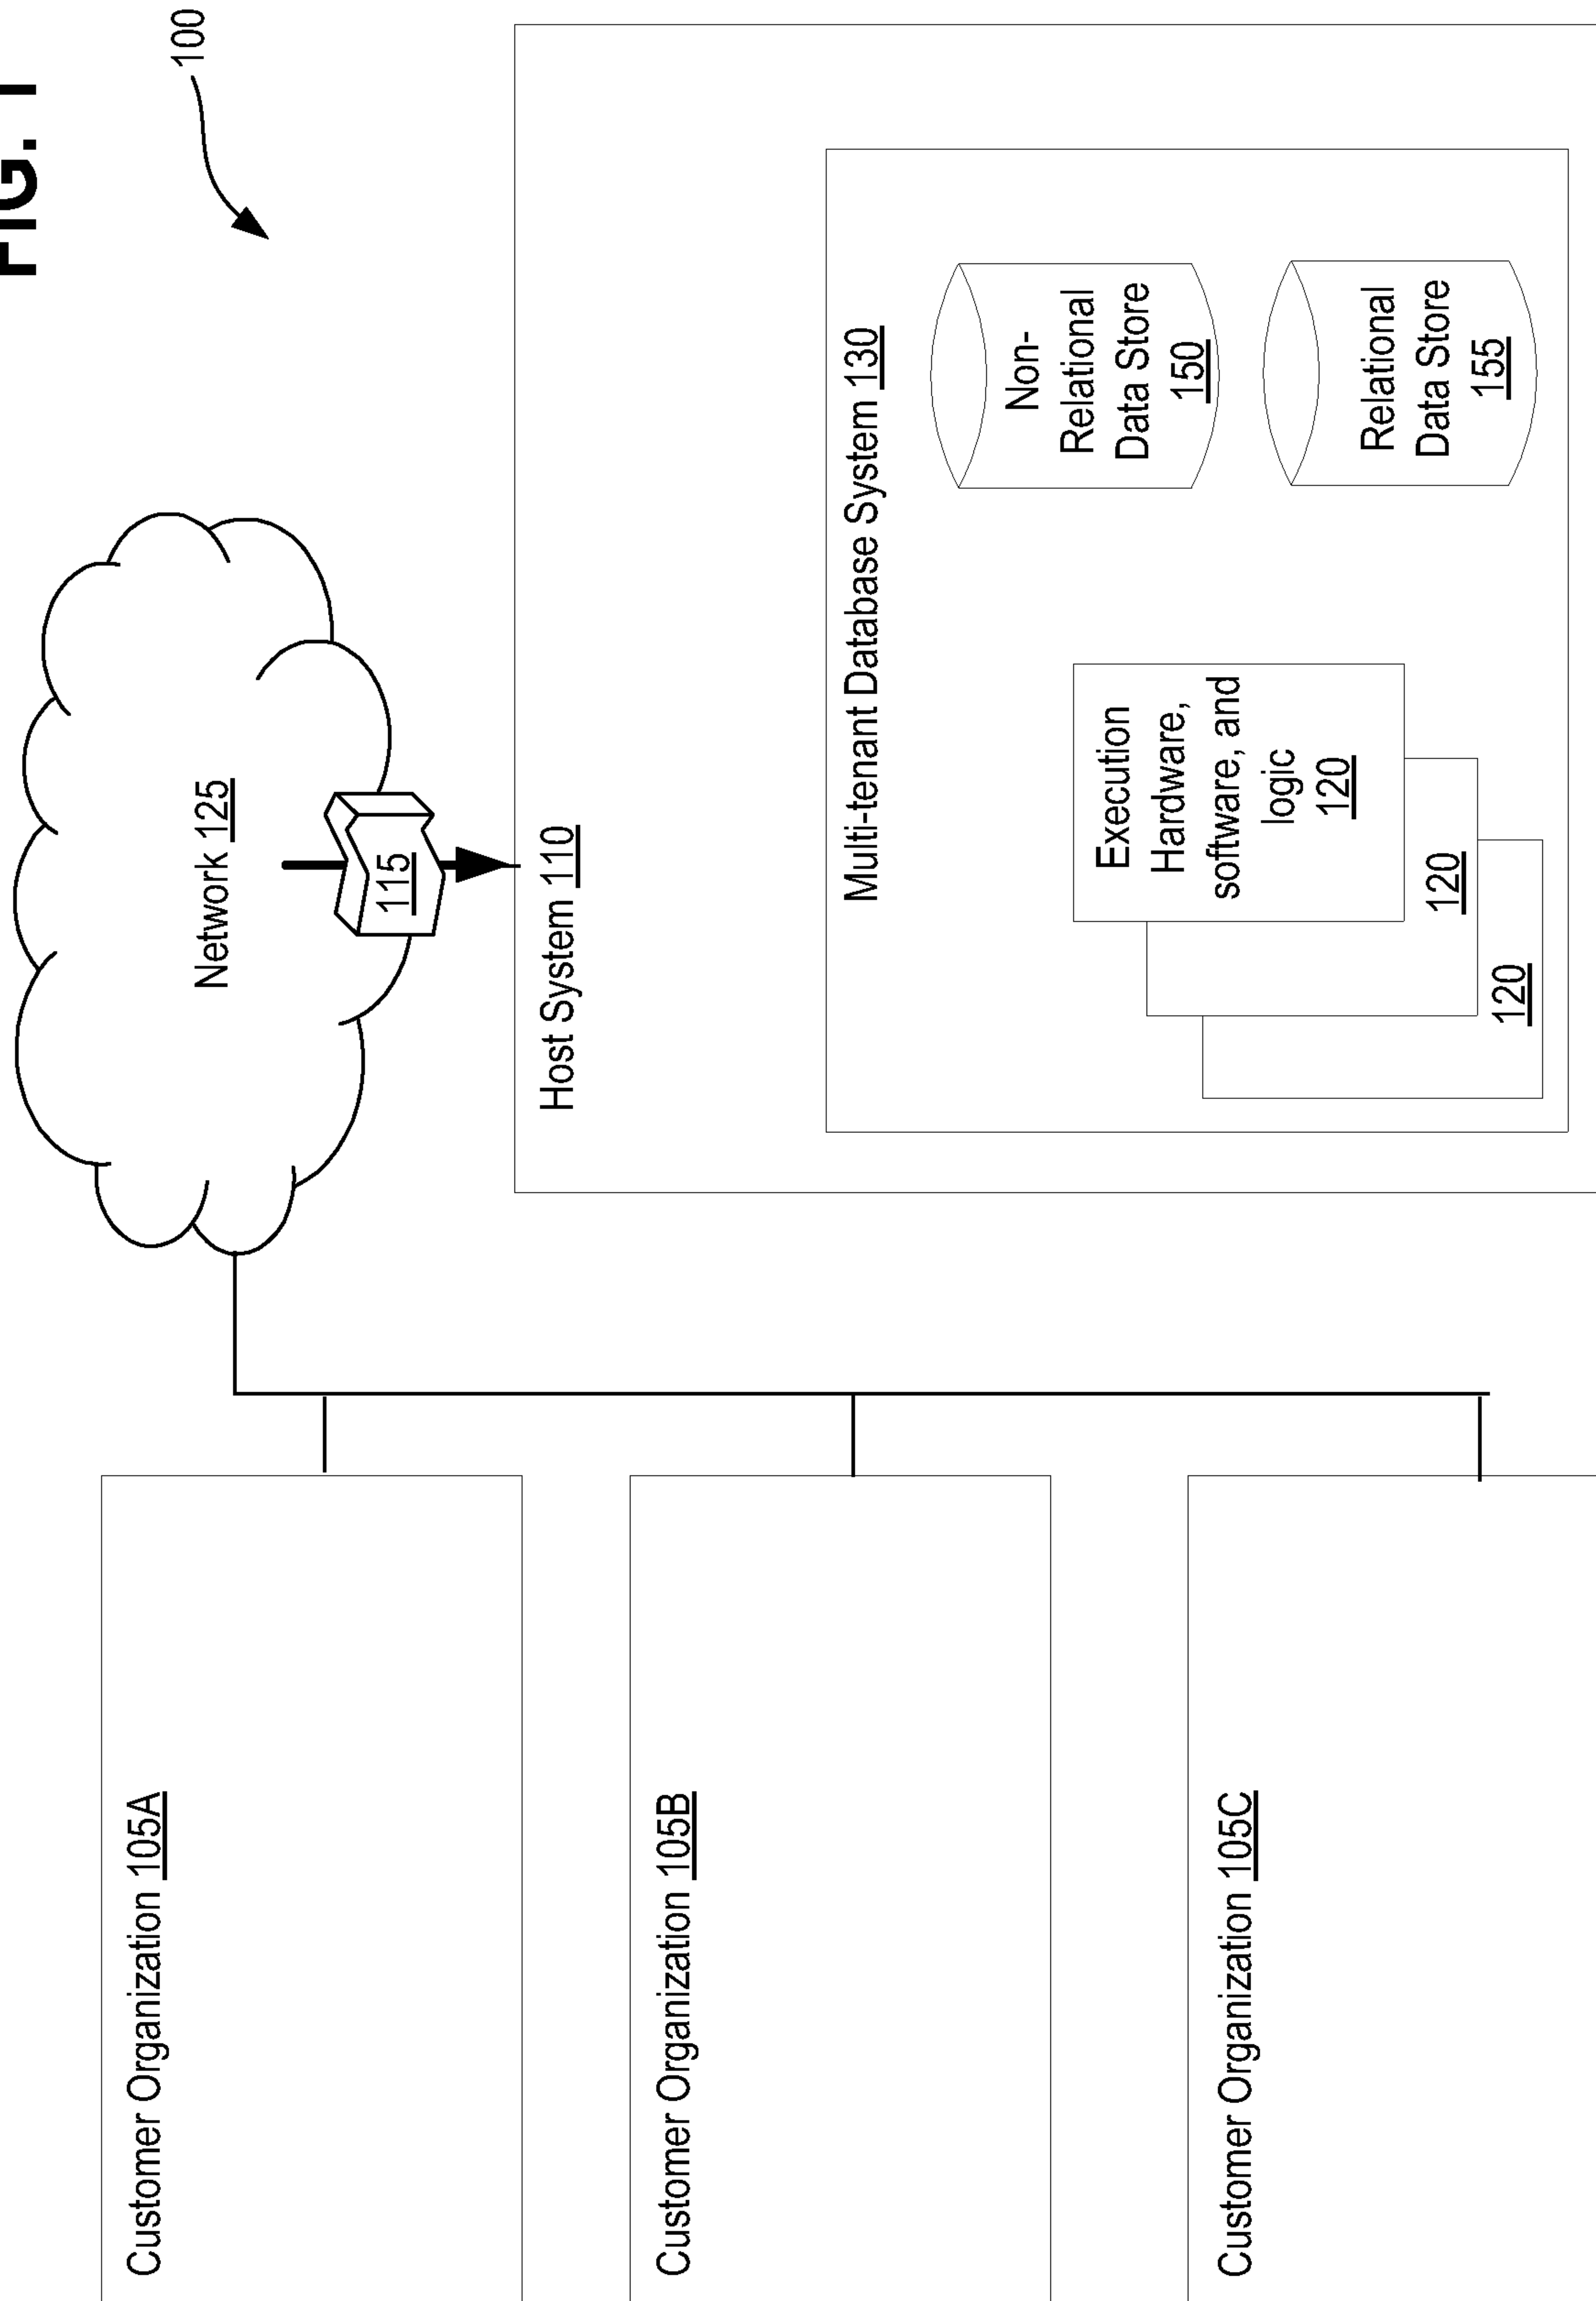 FIG. 1
100
Network 125
115
Customer Organization 105A
Customer Organization 105B
Customer Organization 105C
Host System 110
Multi-tenant Database System 130
Execution
Hardware,
software, and
logic
120
120
120
Non-
Relational
Data Store
150
Relational
Data Store
155